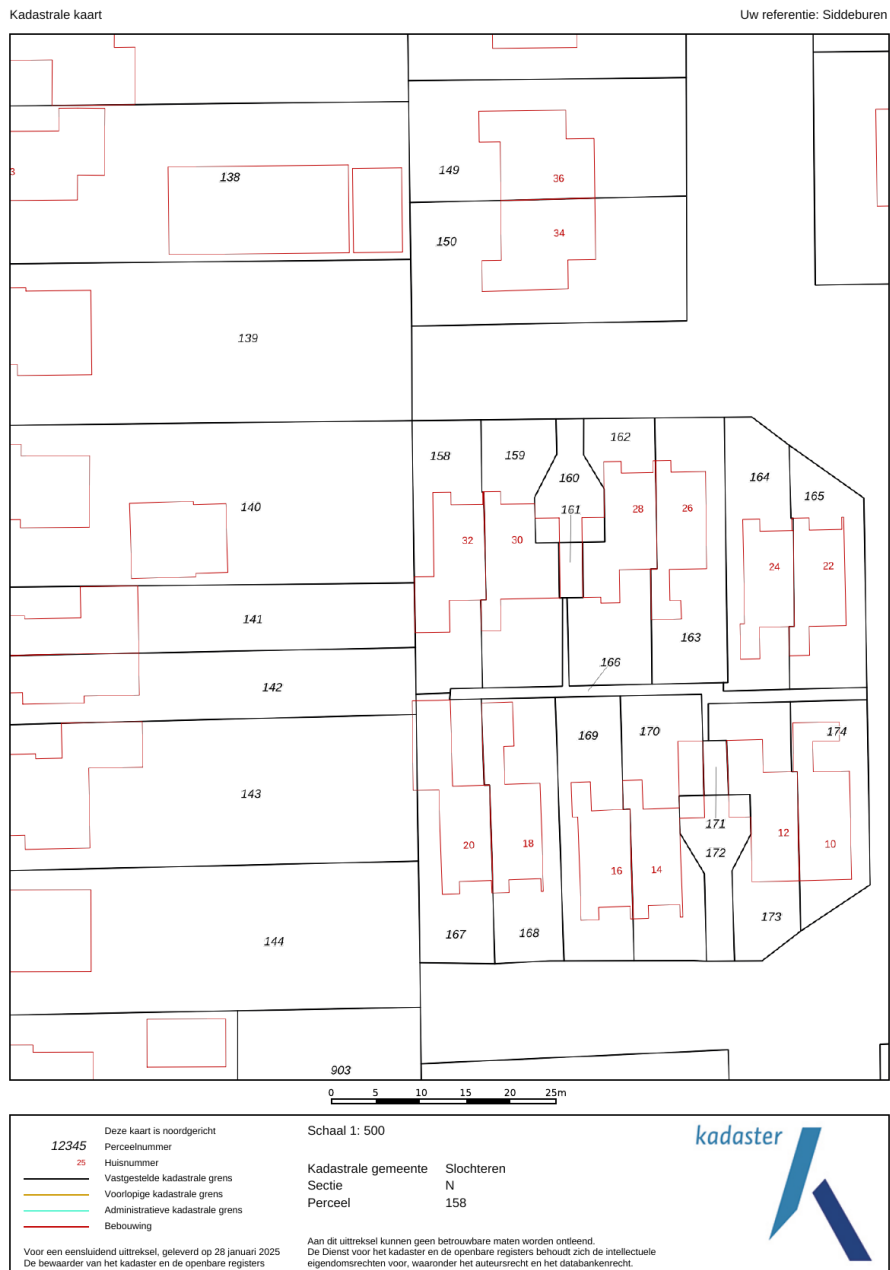 Kadastrale kaart
Uw referentie: Siddeburen
3
138
149
36
150
34
139
158
159
162
160
164
165
161
140
32
30
28
26
24
22
141
163
166
142
169
170
174
143
171
172
20
18
16
14
12
10
167
168
173
144
903
0 5 10 15 20 25m
Deze kaart is noordgericht
12345 Perceelnummer
25 Huisnummer
Vastgestelde kadastrale grens
Voorlopige kadastrale grens
Administratieve kadastrale grens
Bebouwing
Voor een eensluidend uittreksel, geleverd op 28 januari 2025
De bewaarder van het kadaster en de openbare registers
Schaal 1: 500
Kadastrale gemeente Slochteren
Sectie N
Perceel 158
Aan dit uittreksel kunnen geen betrouwbare maten worden ontleend.
De Dienst voor het kadaster en de openbare registers behoudt zich de intellectuele
eigendomsrechten voor, waaronder het auteursrecht en het databankenrecht.
kadaster